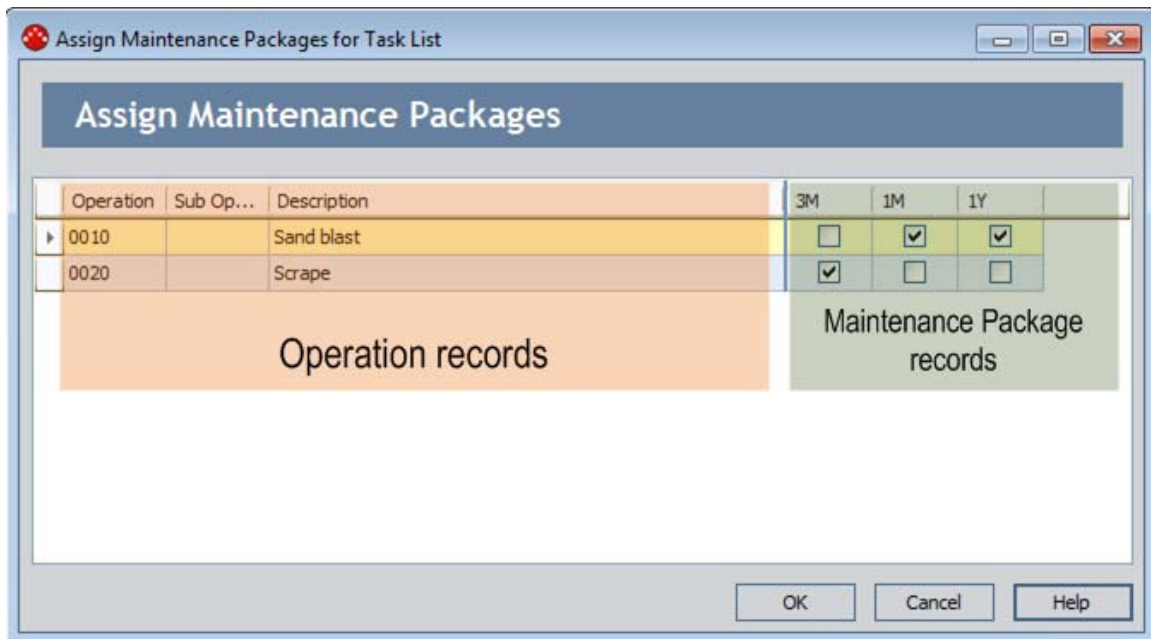 Assign Maintenance Packages for Task List
Assign Maintenance Packages
Operation Sub Op... Description 3M 1M 1Y
0010 Sand blast
0020 Scrape
Operation records
Maintenance Package
records
OK Cancel Help